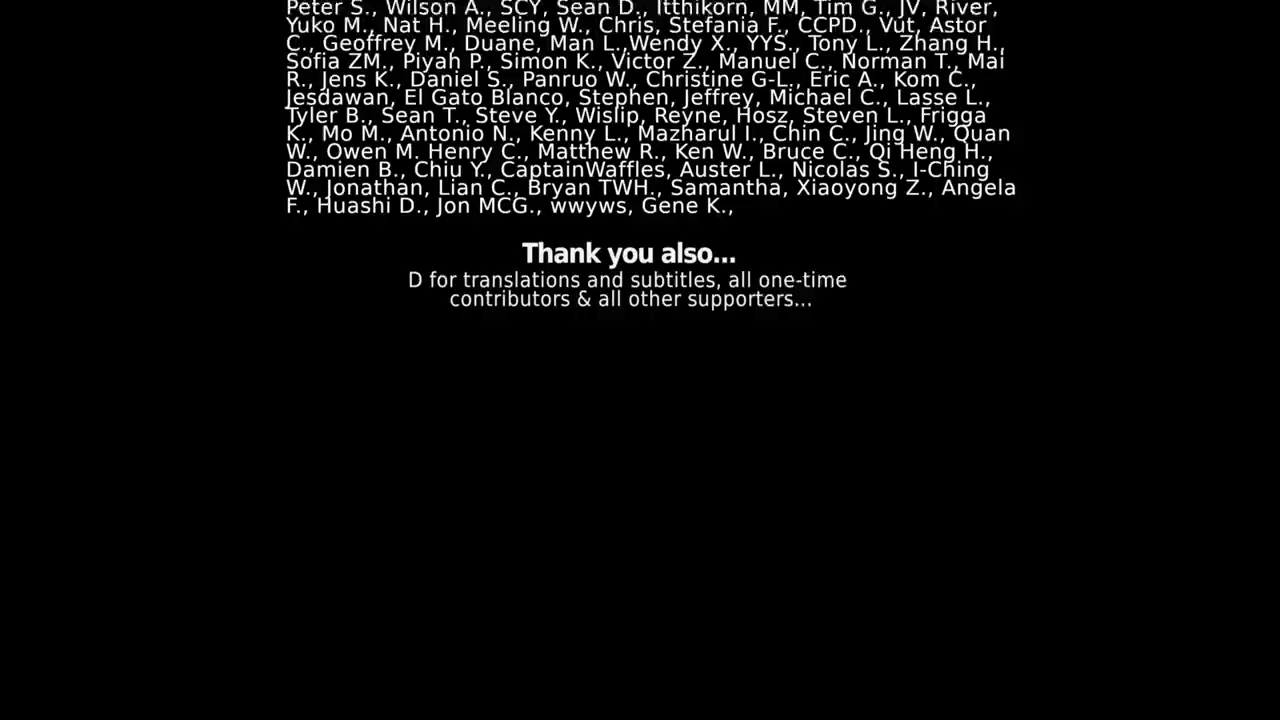 Peter S., Wilson A., SCY, Sean D., Itthikorn, MM, Tim G., JV, River,
Yuko M., Nat H., Meeling W., Chris, Stefania F., CCPD., Vut, Astor
C., Geoffrey M., Duane, Man L.,Wendy X., YYS., Tony L., Zhang H.,
Sofia ZM., Piyah P., Simon K., Victor Z., Manuel C., Norman T., Mai
R., Jens K., Daniel S., Panruo W., Christine G-L., Eric A., Kom C.,
Jesdawan, El Gato Blanco, Stephen, Jeffrey, Michael C., Lasse L.,
Tyler B., Sean T., Steve Y., Wislip, Reyne, Hosz, Steven L., Frigga
K., Mo M., Antonio N., Kenny L., Mazharul I., Chin C., Jing W., Quan
W., Owen M. Henry C., Matthew R., Ken W., Bruce C., Qi Heng H.,
Damien B., Chiu Y., CaptainWaffles, Auster L., Nicolas S., I-Ching
W., Jonathan, Lian C., Bryan TWH., Samantha, Xiaoyong Z., Angela
F., Huashi D., Jon MCG., wwyws, Gene K.,
Thank you also...
D for translations and subtitles, all one-time
contributors & all other supporters...